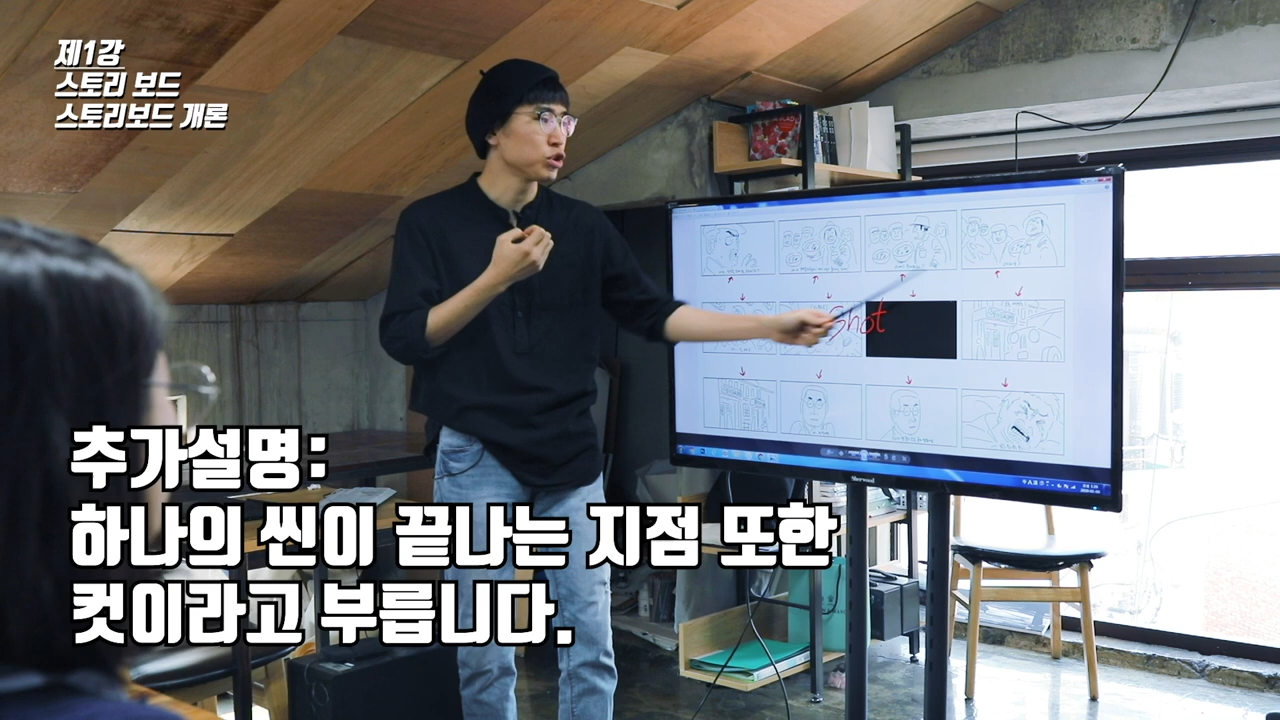 제1강
스토리 보드
스토리보드 개론
Shot
Sherwood
추가설명:
하나의 씬이 끝나는 지점 또한
컷이라고 부릅니다.